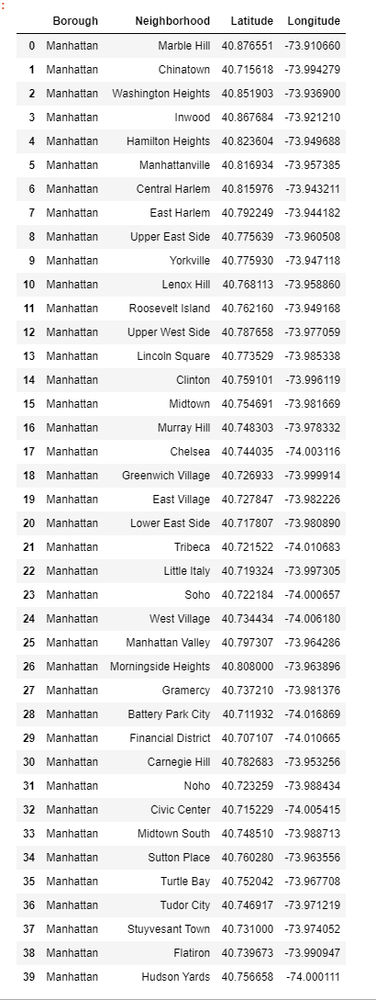 :
Borough Neighborhood Latitude Longitude
0 Manhattan Marble Hill 40.876551 -73.910660
1 Manhattan Chinatown 40.715618 -73.994279
2 Manhattan Washington Heights 40.851903 -73.936900
3 Manhattan Inwood 40.867684 -73.921210
4 Manhattan Hamilton Heights 40.823604 -73.949688
5 Manhattan Manhattanville 40.816934 -73.957385
6 Manhattan Central Harlem 40.815976 -73.943211
7 Manhattan East Harlem 40.792249 -73.944182
8 Manhattan Upper East Side 40.775639 -73.960508
9 Manhattan Yorkville 40.775930 -73.947118
10 Manhattan Lenox Hill 40.768113 -73.958860
11 Manhattan Roosevelt Island 40.762160 -73.949168
12 Manhattan Upper West Side 40.787658 -73.977059
13 Manhattan Lincoln Square 40.773529 -73.985338
14 Manhattan Clinton 40.759101 -73.996119
15 Manhattan Midtown 40.754691 -73.981669
16 Manhattan Murray Hill 40.748303 -73.978332
17 Manhattan Chelsea 40.744035 -74.003116
18 Manhattan Greenwich Village 40.726933 -73.999914
19 Manhattan East Village 40.727847 -73.982226
20 Manhattan Lower East Side 40.717807 -73.980890
21 Manhattan Tribeca 40.721522 -74.010683
22 Manhattan Little Italy 40.719324 -73.997305
23 Manhattan Soho 40.722184 -74.000657
24 Manhattan West Village 40.734434 -74.006180
25 Manhattan Manhattan Valley 40.797307 -73.964286
26 Manhattan Morningside Heights 40.808000 -73.963896
27 Manhattan Gramercy 40.737210 -73.981376
28 Manhattan Battery Park City 40.711932 -74.016869
29 Manhattan Financial District 40.707107 -74.010665
30 Manhattan Carnegie Hill 40.782683 -73.953256
31 Manhattan Noho 40.723259 -73.988434
32 Manhattan Civic Center 40.715229 -74.005415
33 Manhattan Midtown South 40.748510 -73.988713
34 Manhattan Sutton Place 40.760280 -73.963556
35 Manhattan Turtle Bay 40.752042 -73.967708
36 Manhattan Tudor City 40.746917 -73.971219
37 Manhattan Stuyvesant Town 40.731000 -73.974052
38 Manhattan Flatiron 40.739673 -73.990947
39 Manhattan Hudson Yards 40.756658 -74.000111